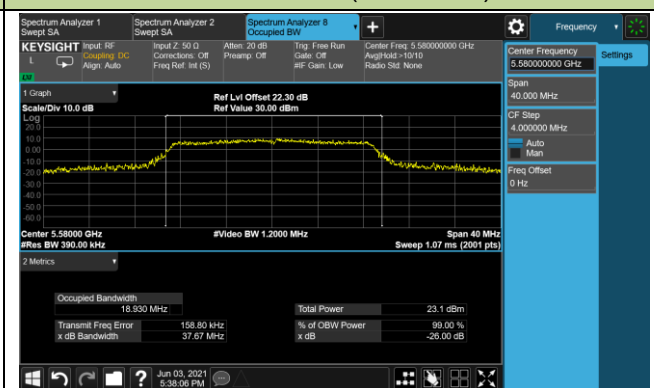 Spectrum Analyzer 1
Swept SA
Spectrum Analyzer 2
Swept SA
Spectrum Analyzer 8
Occupied BW
Frequency
KEYSIGHT
L
Input: RF
Coupling: DC
Align: Auto
Input Z: 50 Ω
Corrections: Off
Freq Ref: Int (S)
Atten: 20 dB
Preamp: Off
Trig: Free Run
Gate: Off
#IF Gain: Low
Center Freq: 5.580000000 GHz
Avg|Hold:>10/10
Radio Std: None
Center Frequency
5.580000000 GHz
Settings
Span
40.000 MHz
CF Step
4.000000 MHz
Auto
Man
Freq Offset
0 Hz
1 Graph
Scale/Div 10.0 dB
Ref Lvl Offset 22.30 dB
Ref Value 30.00 dBm
Log
20.0
10.0
0.00
-10.0
-20.0
-30.0
-40.0
-50.0
-60.0
Center 5.58000 GHz
#Res BW 390.00 kHz
#Video BW 1.2000 MHz
Span 40 MHz
Sweep 1.07 ms (2001 pts)
2 Metrics
Occupied Bandwidth
18.930 MHz
Total Power 23.1 dBm
Transmit Freq Error 158.80 kHz
% of OBW Power 99.00 %
x dB Bandwidth 37.67 MHz
x dB -26.00 dB
Jun 03, 2021
5:38:06 PM